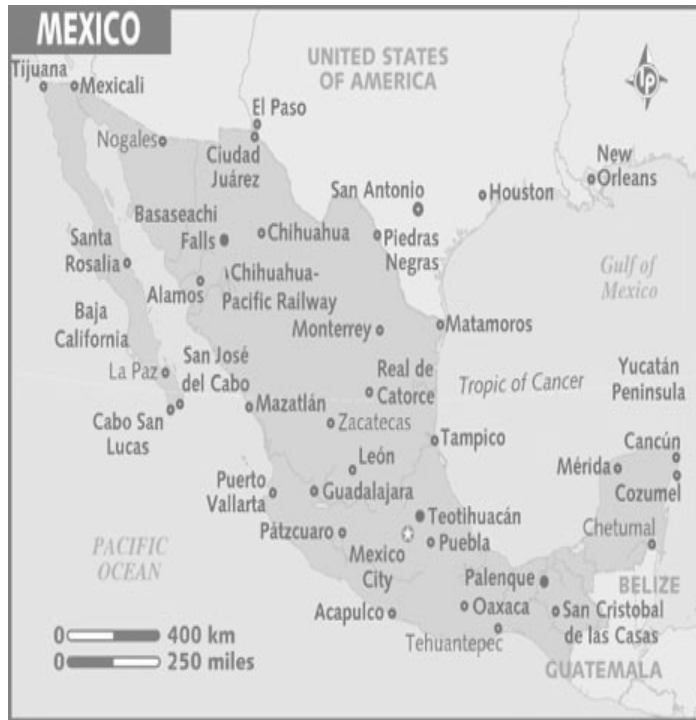 MEXICO
UNITED STATES
OF AMERICA
LP
Tijuana
Mexicali
El Paso
Nogales
Ciudad
Juárez
New
Orleans
San Antonio
Houston
Basaseachi
Falls
Chihuahua
Piedras
Negras
Santa
Rosalia
Gulf of
Mexico
Alamos
Chihuahua-
Pacific Railway
Baja
California
Monterrey
Matamoros
La Paz
San José
del Cabo
Real de
Catorce
Tropic of Cancer
Yucatán
Peninsula
Cabo San
Lucas
Mazatlán
Zacatecas
Tampico
Cancún
León
Mérida
Puerto
Vallarta
Guadalajara
Cozumel
Teotihuacán
Chetumal
Pátzcuaro
Mexico
City
Puebla
PACIFIC
OCEAN
Palenque
BELIZE
Acapulco
Oaxaca
San Cristobal
de las Casas
Tehuantepec
0 400 km
0 250 miles
GUATEMALA